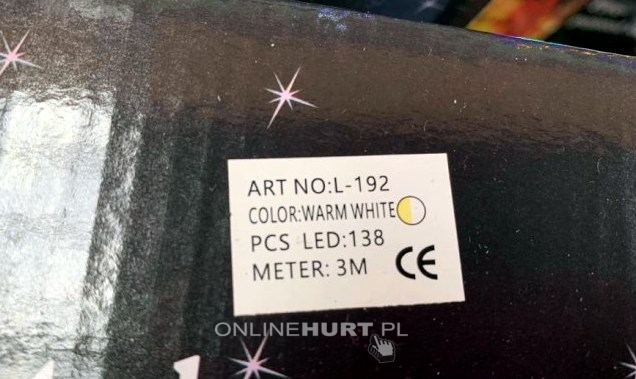 ART NO:L-192
COLOR:WARM WHITE
PCS LED:138
METER: 3M
CE
ONLINEHURT.PL